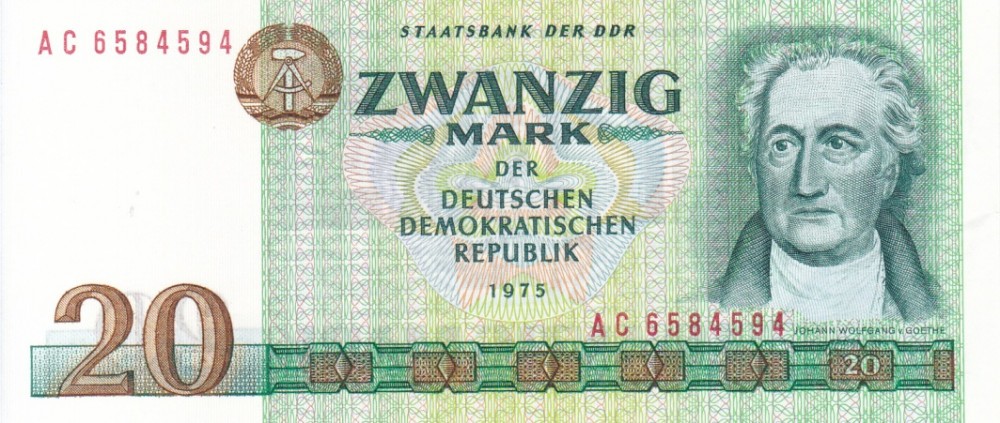 AC 6584594
STAATSBANK DER DDR
ZWANZIG
MARK
DER
DEUTSCHEN
DEMOKRATISCHEN
REPUBLIK
1975
AC 6584594
JOHANN WOLFGANG v. GOETHE
20
20